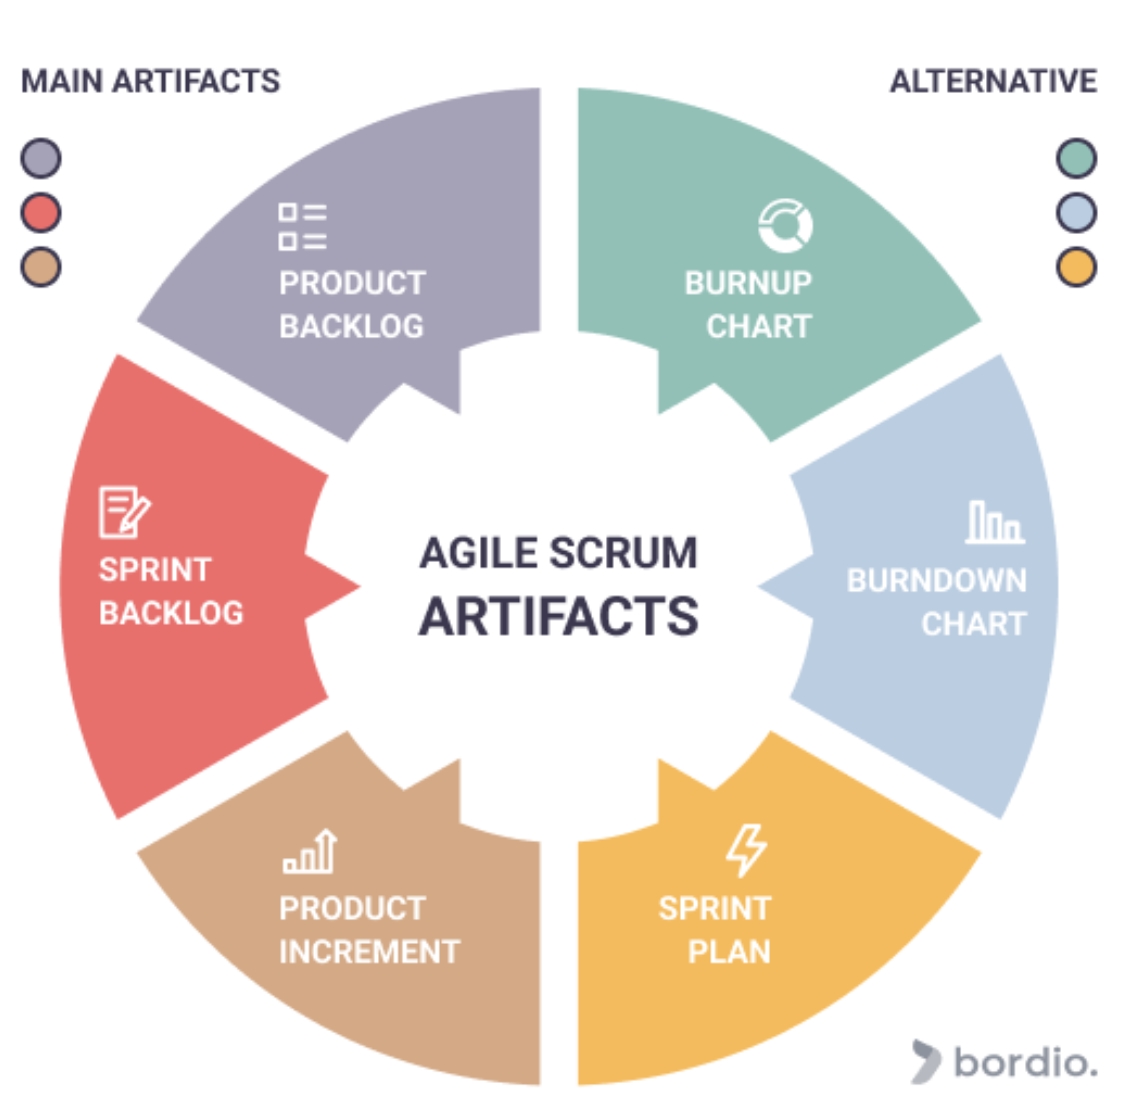 MAIN ARTIFACTS
ALTERNATIVE
PRODUCT
BACKLOG
BURNUP
CHART
SPRINT
BACKLOG
AGILE SCRUM
ARTIFACTS
BURNDOWN
CHART
PRODUCT
INCREMENT
SPRINT
PLAN
bordio.